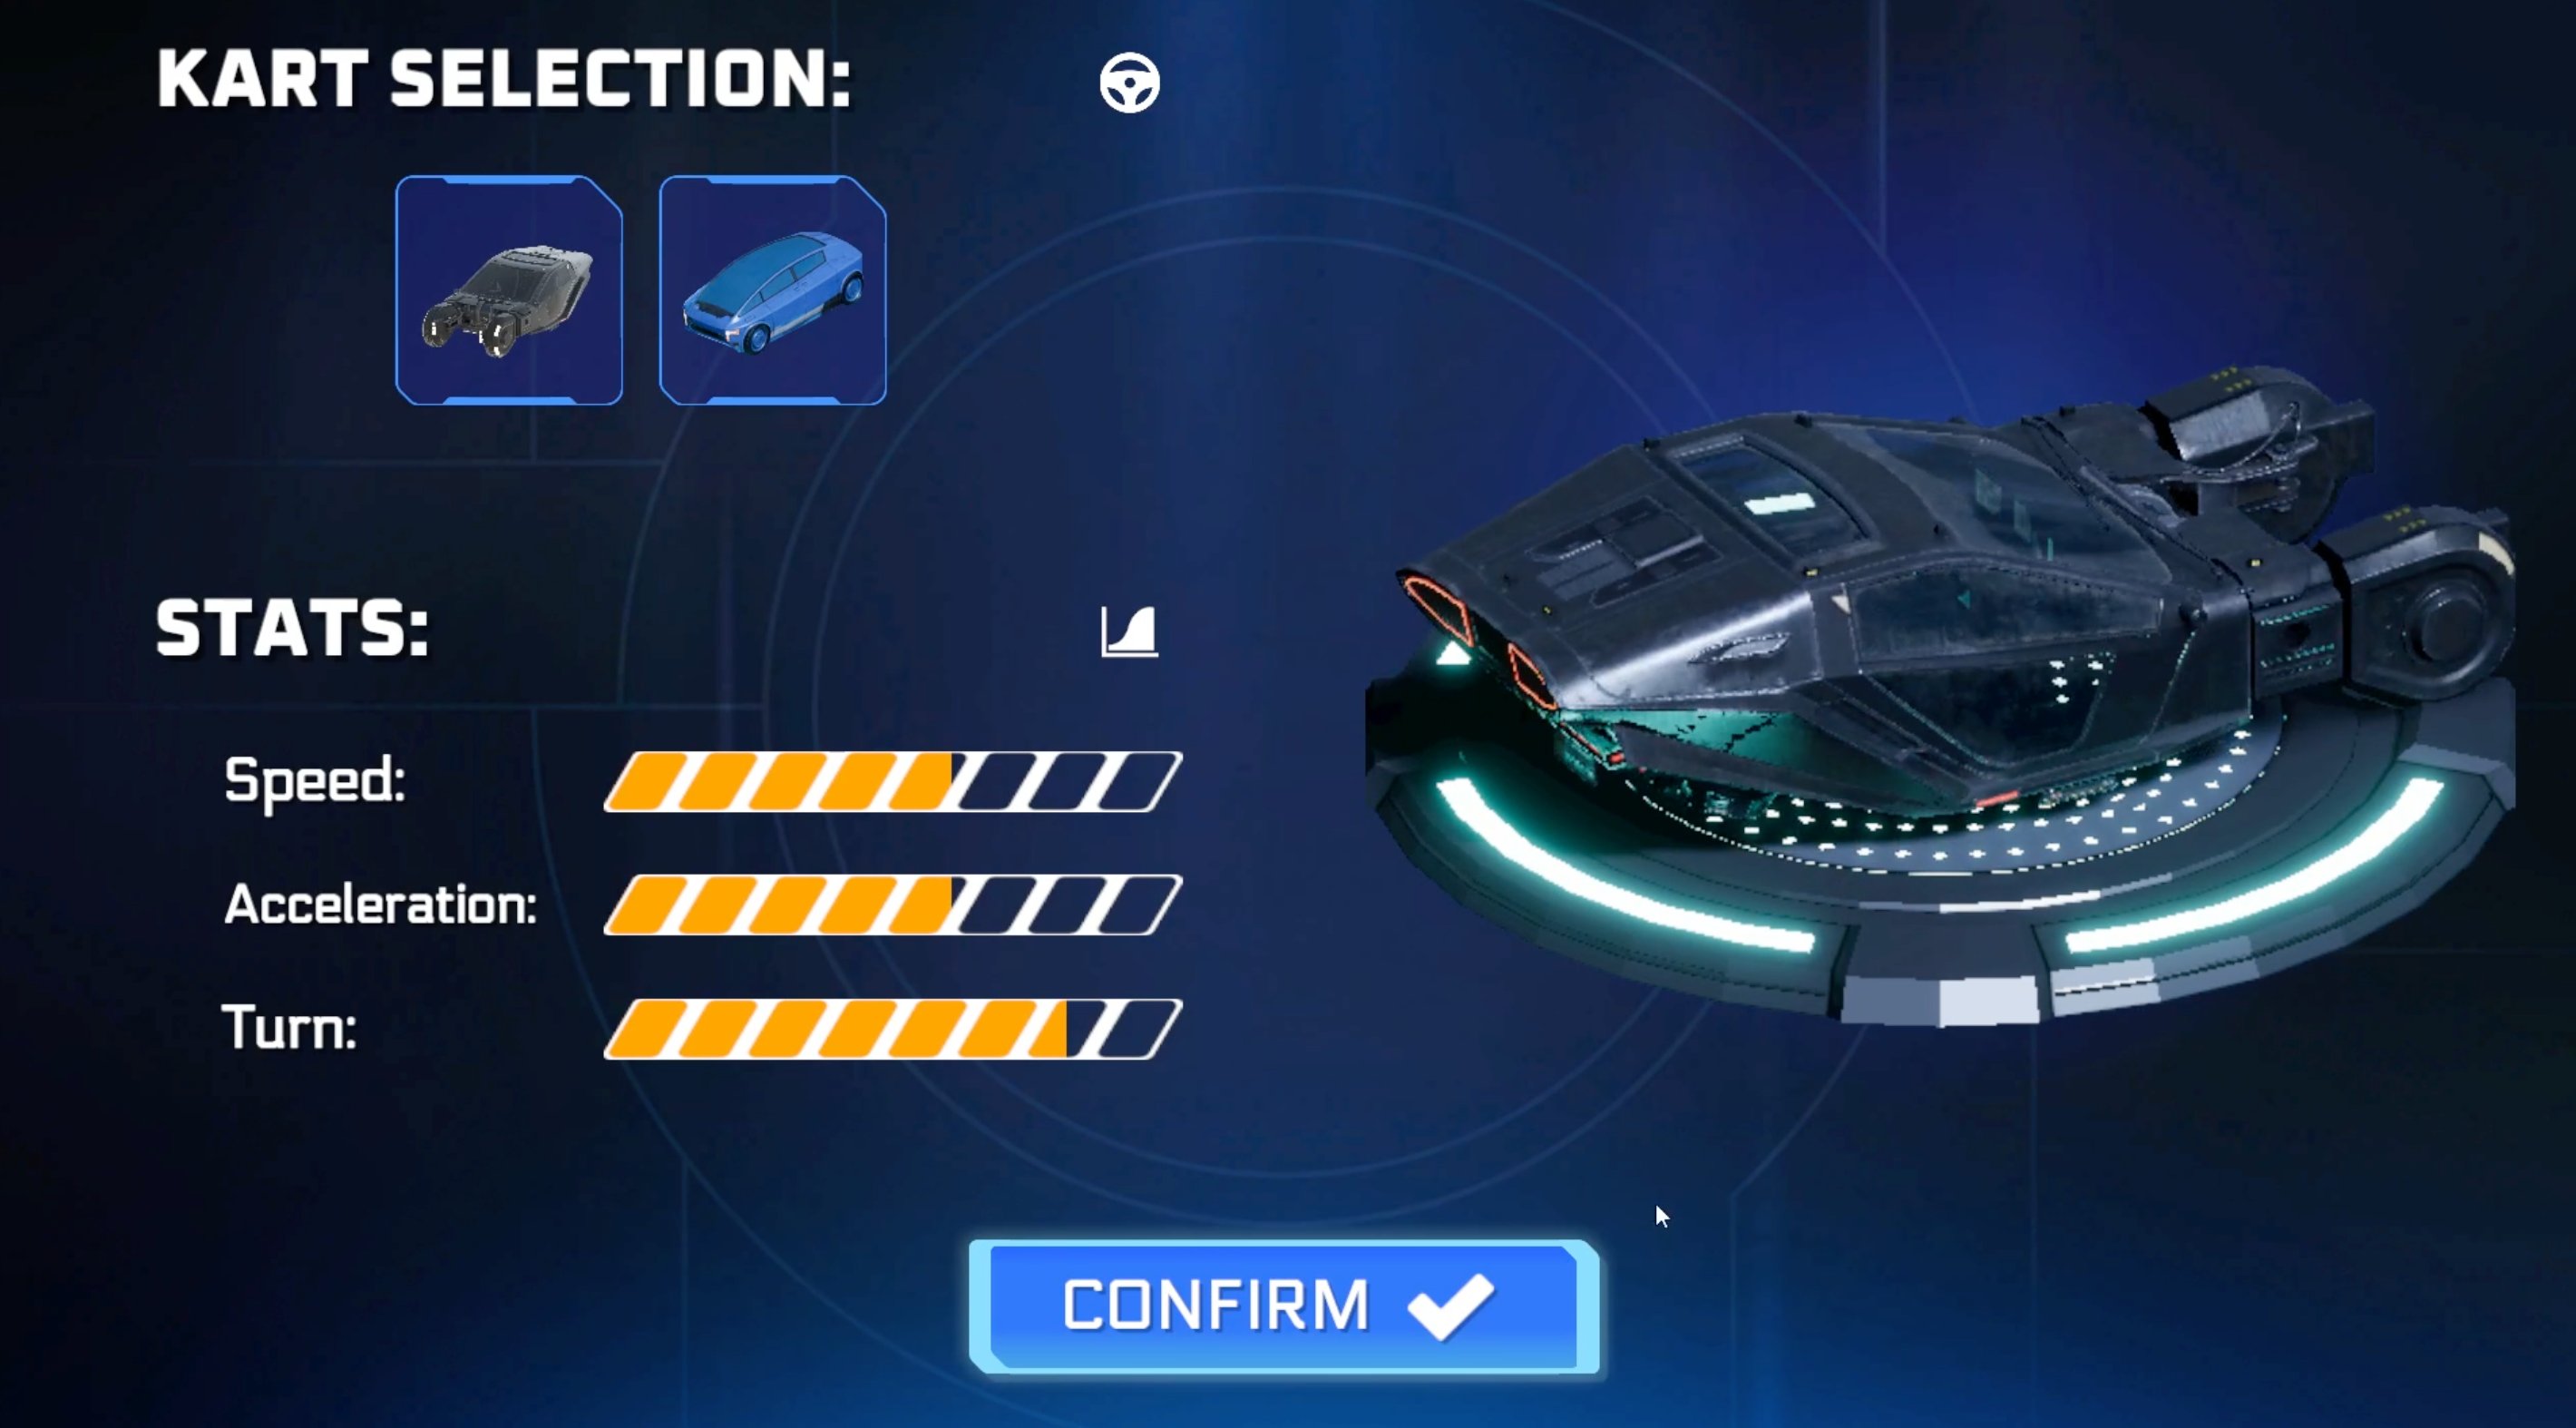 KART SELECTION:
STATS:
Speed:
Acceleration:
Turn:
CONFIRM